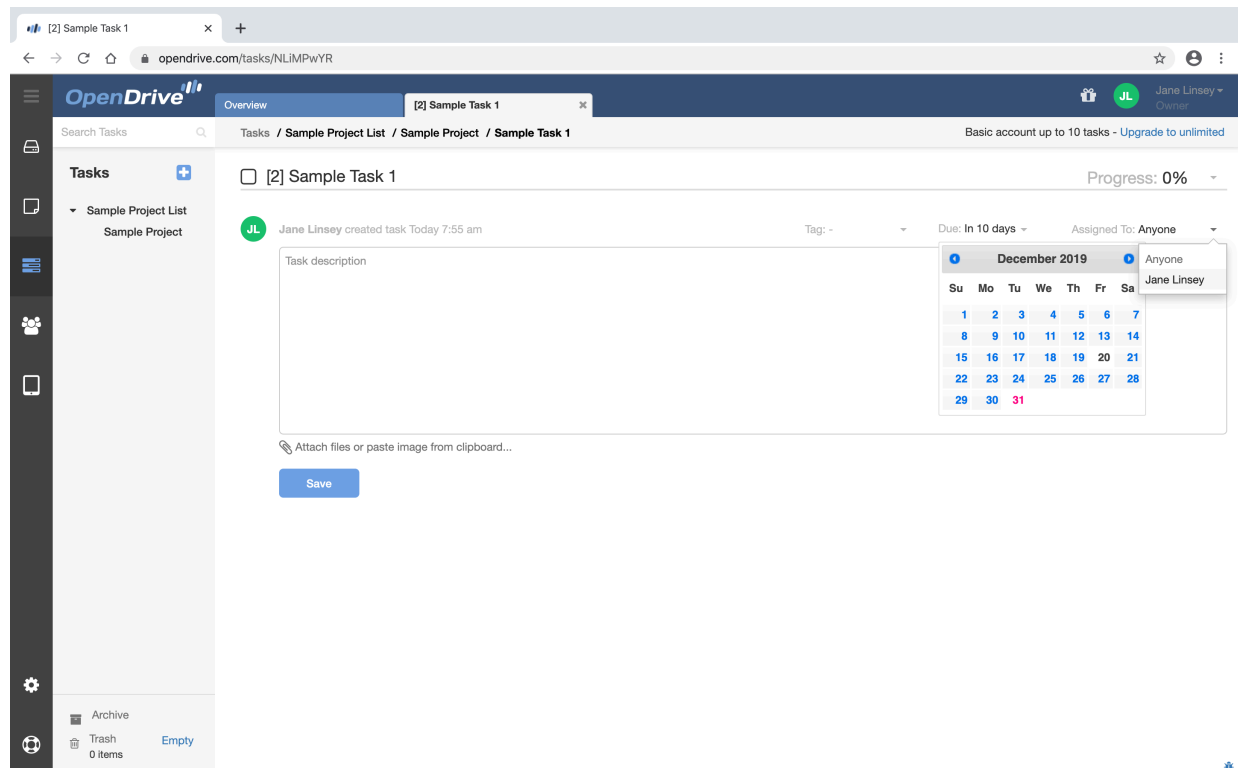 [2] Sample Task 1
opendrive.com/tasks/NLiMPwYR
OpenDrive
Overview
[2] Sample Task 1
JL
Jane Linsey
Owner
Search Tasks
Tasks / Sample Project List / Sample Project / Sample Task 1
Basic account up to 10 tasks - Upgrade to unlimited
Tasks
Sample Project List
Sample Project
[2] Sample Task 1
Progress: 0%
JL
Jane Linsey created task Today 7:55 am
Tag: -
Due: In 10 days
Assigned To: Anyone
Anyone
Jane Linsey
Task description
December 2019
Su Mo Tu We Th Fr Sa
1 2 3 4 5 6 7
8 9 10 11 12 13 14
15 16 17 18 19 20 21
22 23 24 25 26 27 28
29 30 31
Attach files or paste image from clipboard...
Save
Archive
Trash
0 items
Empty